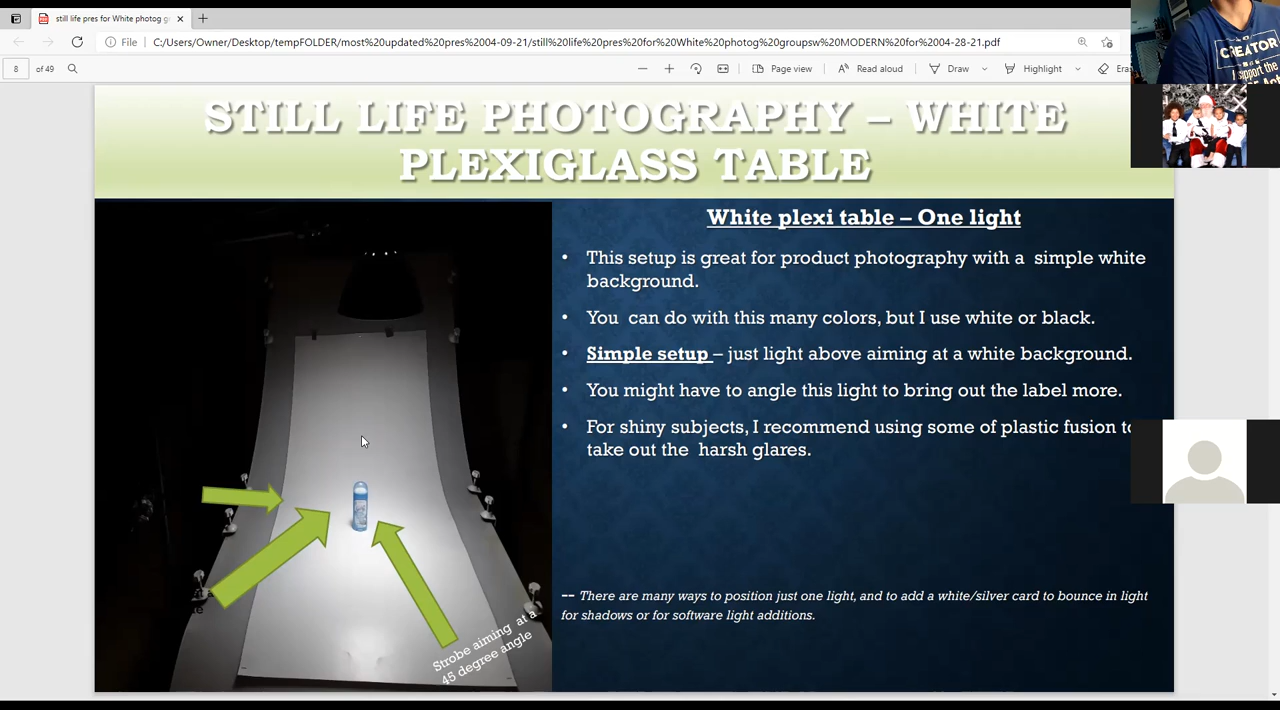 still life pres for White photog g
File
C:/Users/Owner/Desktop/tempFOLDER/most%20updated%20pres%2004-09-21/still%20life%20pres%20for%20White%20photog%20groupsw%20MODERN%20for%2004-28-21.pdf
8 of 49
Page view
Read aloud
Draw
Highlight
CREATOR
I support the
STILL LIFE PHOTOGRAPHY – WHITE
PLEXIGLASS TABLE
White plexi table – One light
• This setup is great for product photography with a simple white
background.
• You can do with this many colors, but I use white or black.
• Simple setup – just light above aiming at a white background.
• You might have to angle this light to bring out the label more.
• For shiny subjects, I recommend using some of plastic fusion
take out the harsh glares.
-- There are many ways to position just one light, and to add a white/silver card to bounce in light
for shadows or for software light additions.
Strobe aiming at a
45 degree angle